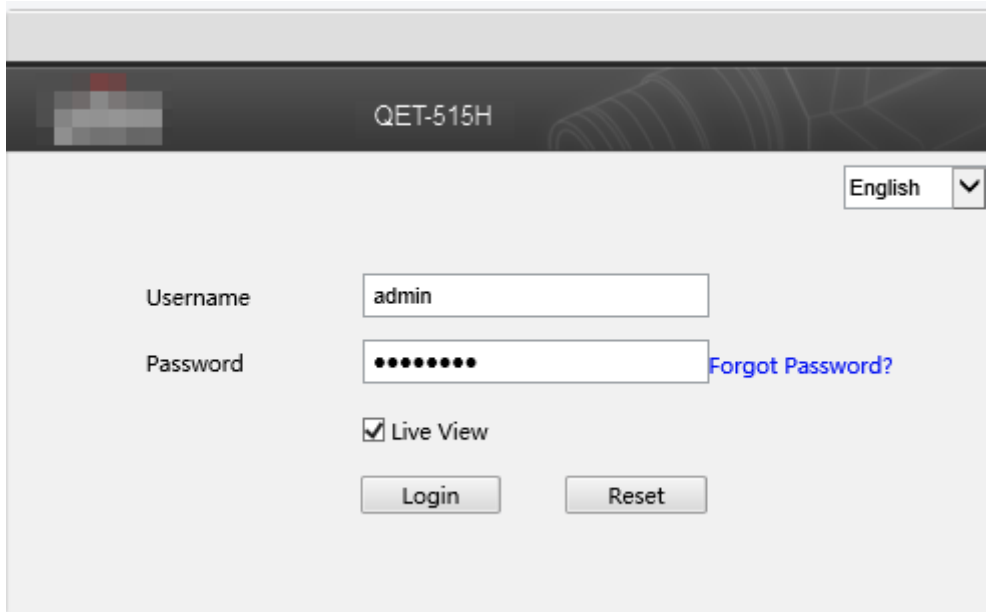 QET-515H
English
Username admin
Password ●●●●●●●● Forgot Password?
Live View
Login Reset